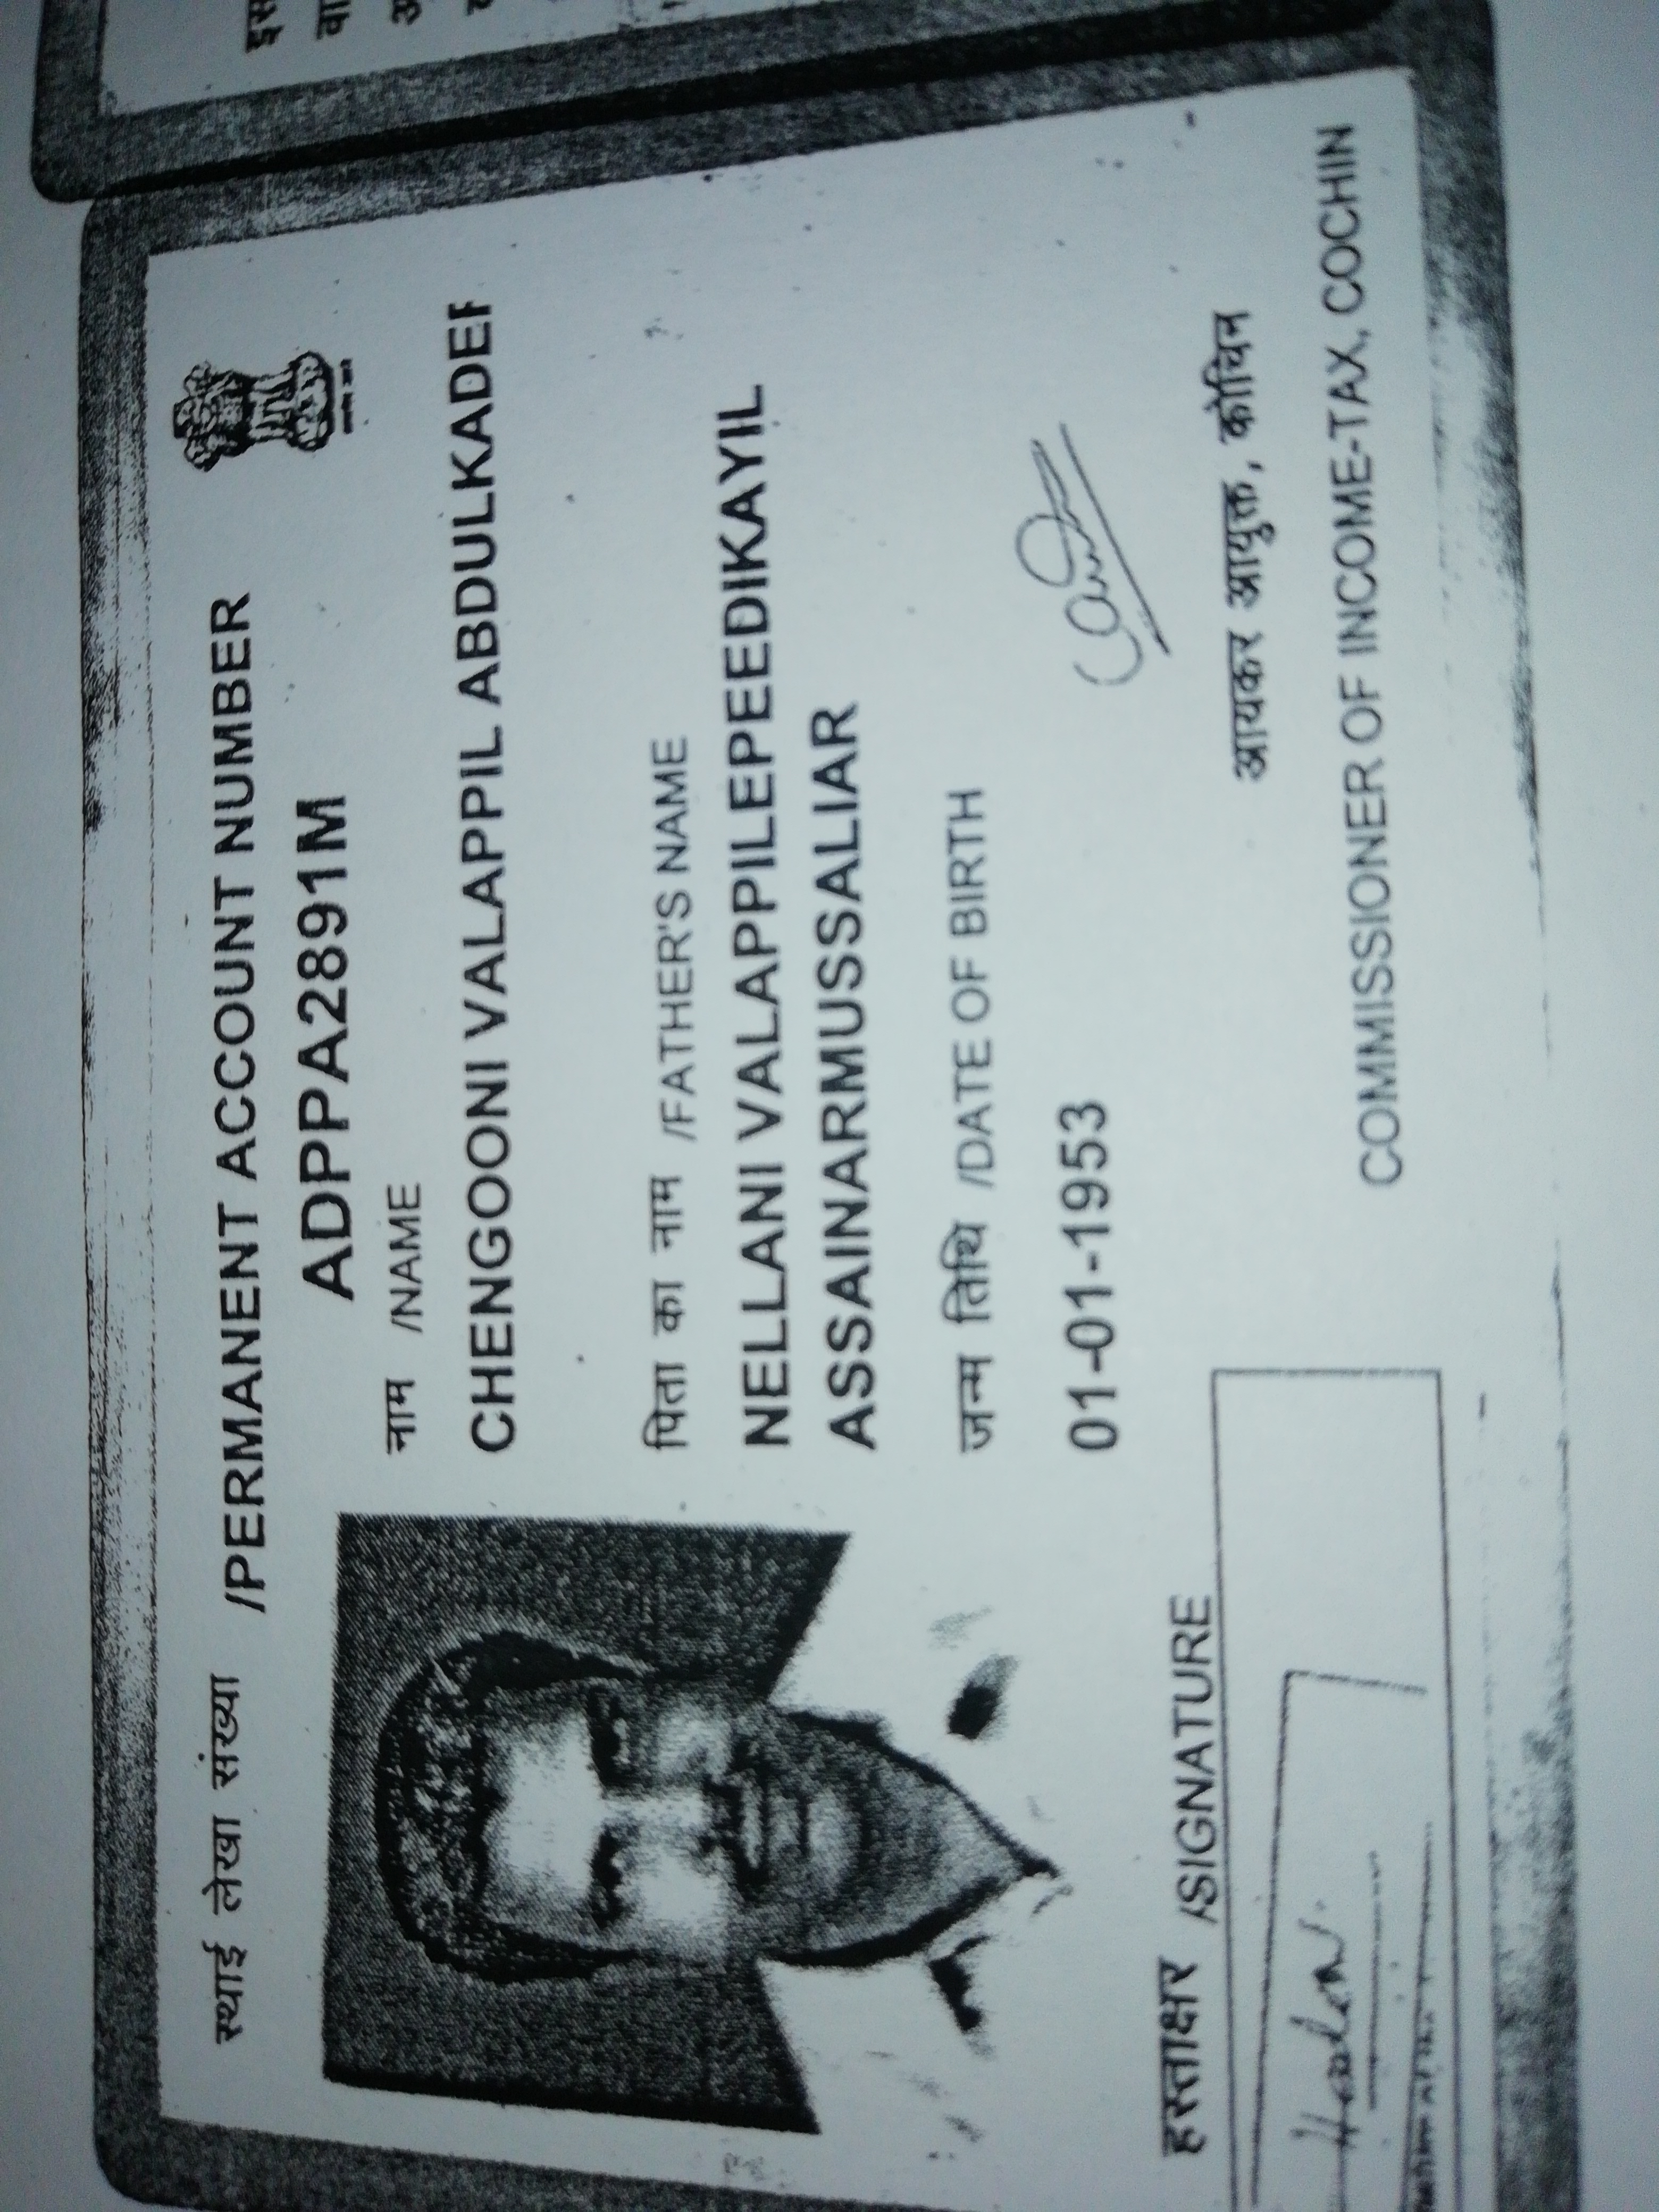 स्थाई लेखा संख्या /PERMANENT ACCOUNT NUMBER
ADPPA2891M
नाम /NAME
CHENGOONI VALAPPIL ABDULKADER
पिता का नाम /FATHER'S NAME
NELLANI VALAPPILEPEEDIKAYIL
ASSAINARMUSSALIAR
जन्म तिथि /DATE OF BIRTH
01-01-1953
हस्ताक्षर /SIGNATURE
आयकर आयुक्त, कोचिन
COMMISSIONER OF INCOME-TAX, COCHIN